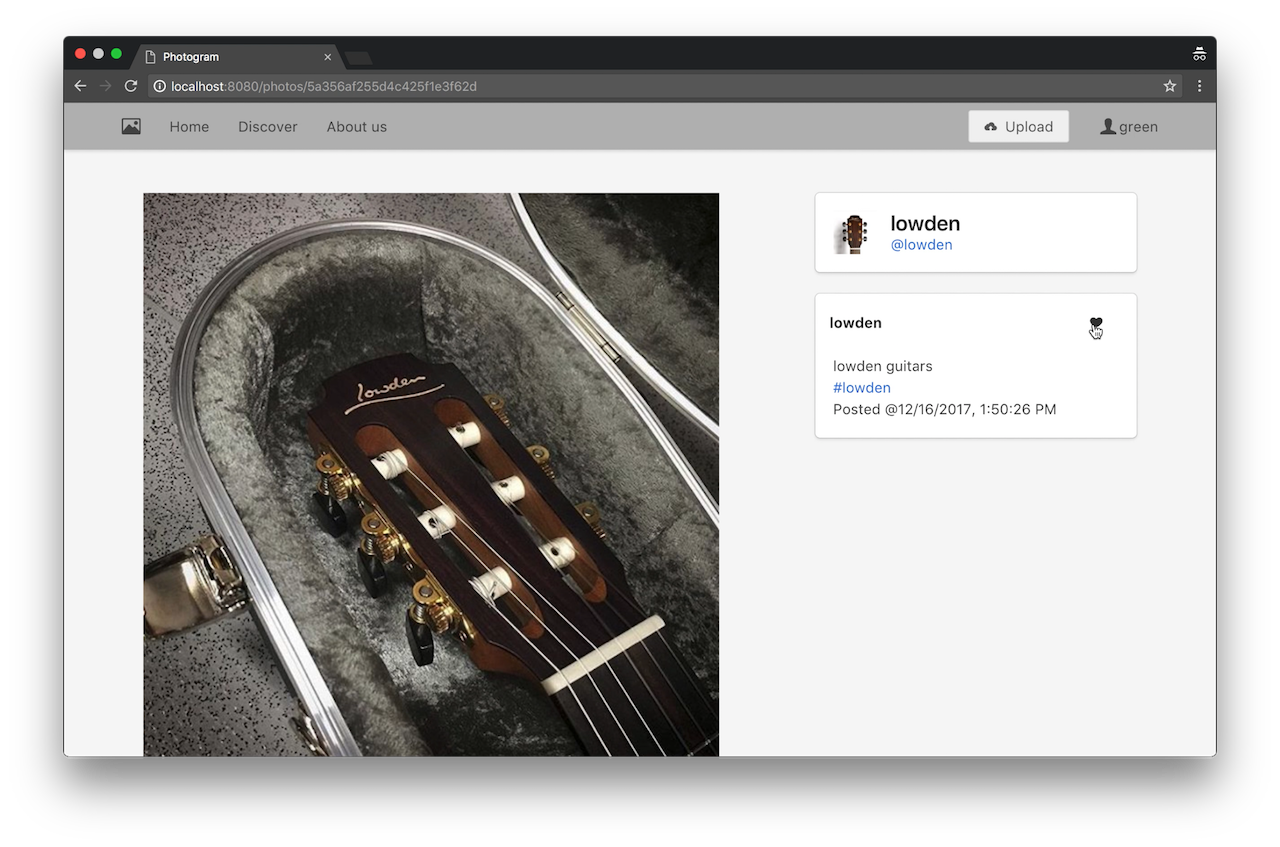 Photogram
localhost:8080/photos/5a356af255d4c425f1e3f62d
Home Discover About us Upload green
lowden
lowden
@lowden
lowden
lowden guitars
#lowden
Posted @12/16/2017, 1:50:26 PM